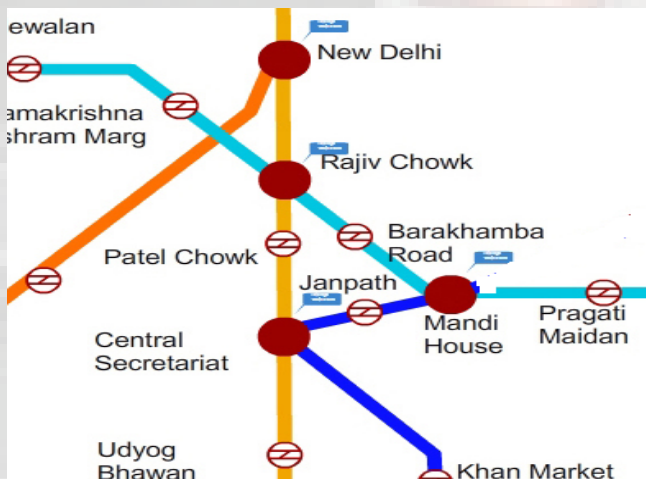 ewalan
New Delhi
amakrishna
shram Marg
Rajiv Chowk
Barakhamba
Road
Patel Chowk
Janpath
Central
Secretariat
Mandi
House
Pragati
Maidan
Udyog
Bhawan
Khan Market